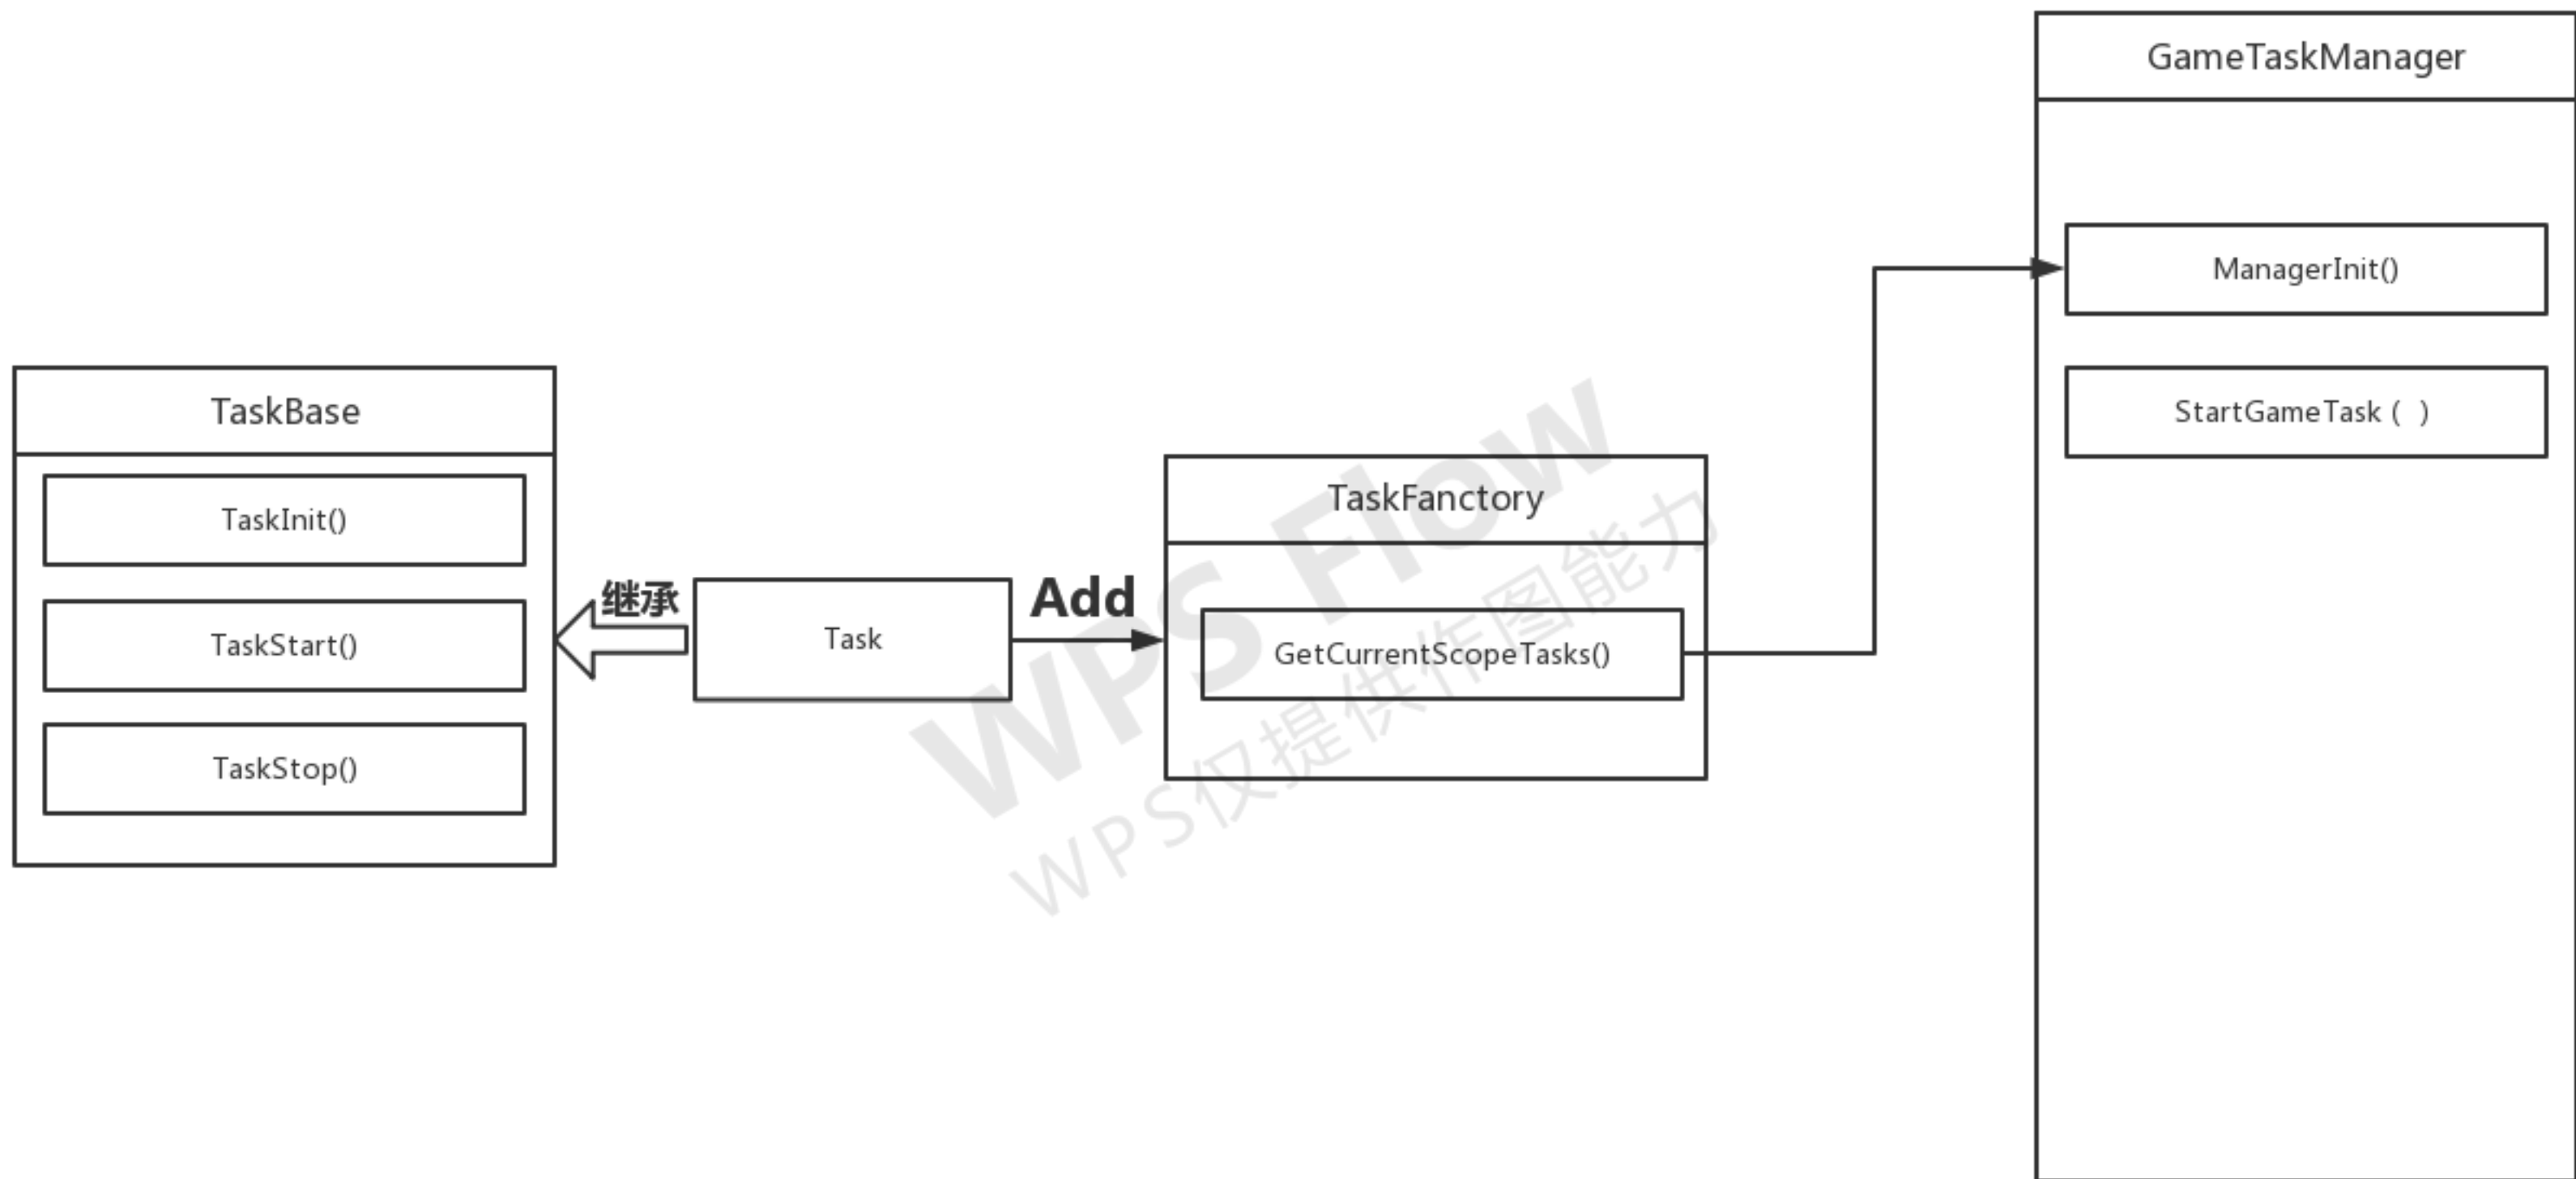 GameTaskManager
ManagerInit()
StartGameTask ( )
TaskBase
TaskInit()
TaskStart()
TaskStop()
继承
Task
Add
TaskFanctory
GetCurrentScopeTasks()
WPS Flow
WPS仅提供作图能力